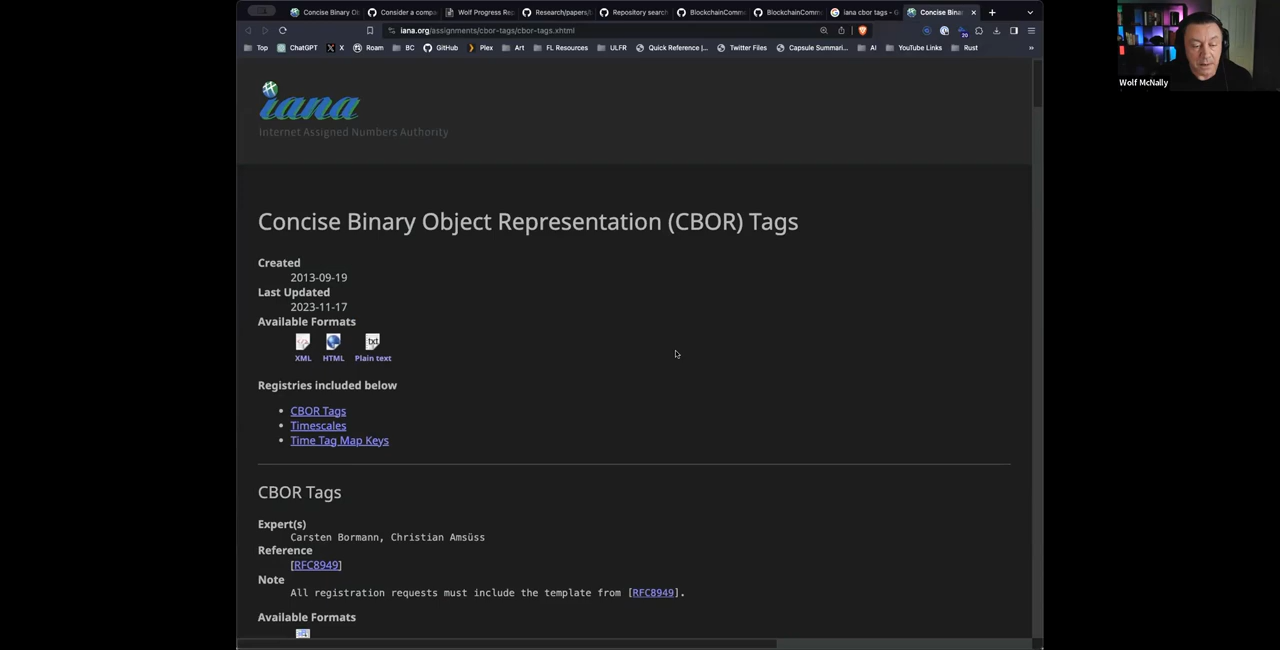 Concise Binary Ob
Consider a compa
Wolf Progress Rep
Research/papers/
Repository search
BlockchainComm
BlockchainComm
iana cbor tags - G
Concise Bina
iana.org/assignments/cbor-tags/cbor-tags.xhtml
20
Top
ChatGPT
X
Roam
BC
GitHub
Plex
Art
FL Resources
ULFR
Quick Reference |...
Twitter Files
Capsule Summari...
AI
YouTube Links
Rust
»
Wolf McNally
iana
Internet Assigned Numbers Authority
Concise Binary Object Representation (CBOR) Tags
Created
2013-09-19
Last Updated
2023-11-17
Available Formats
txt
XML
HTML
Plain text
Registries included below
• CBOR Tags
• Timescales
• Time Tag Map Keys
CBOR Tags
Expert(s)
Carsten Bormann, Christian Amsüss
Reference
[RFC8949]
Note
All registration requests must include the template from [RFC8949].
Available Formats